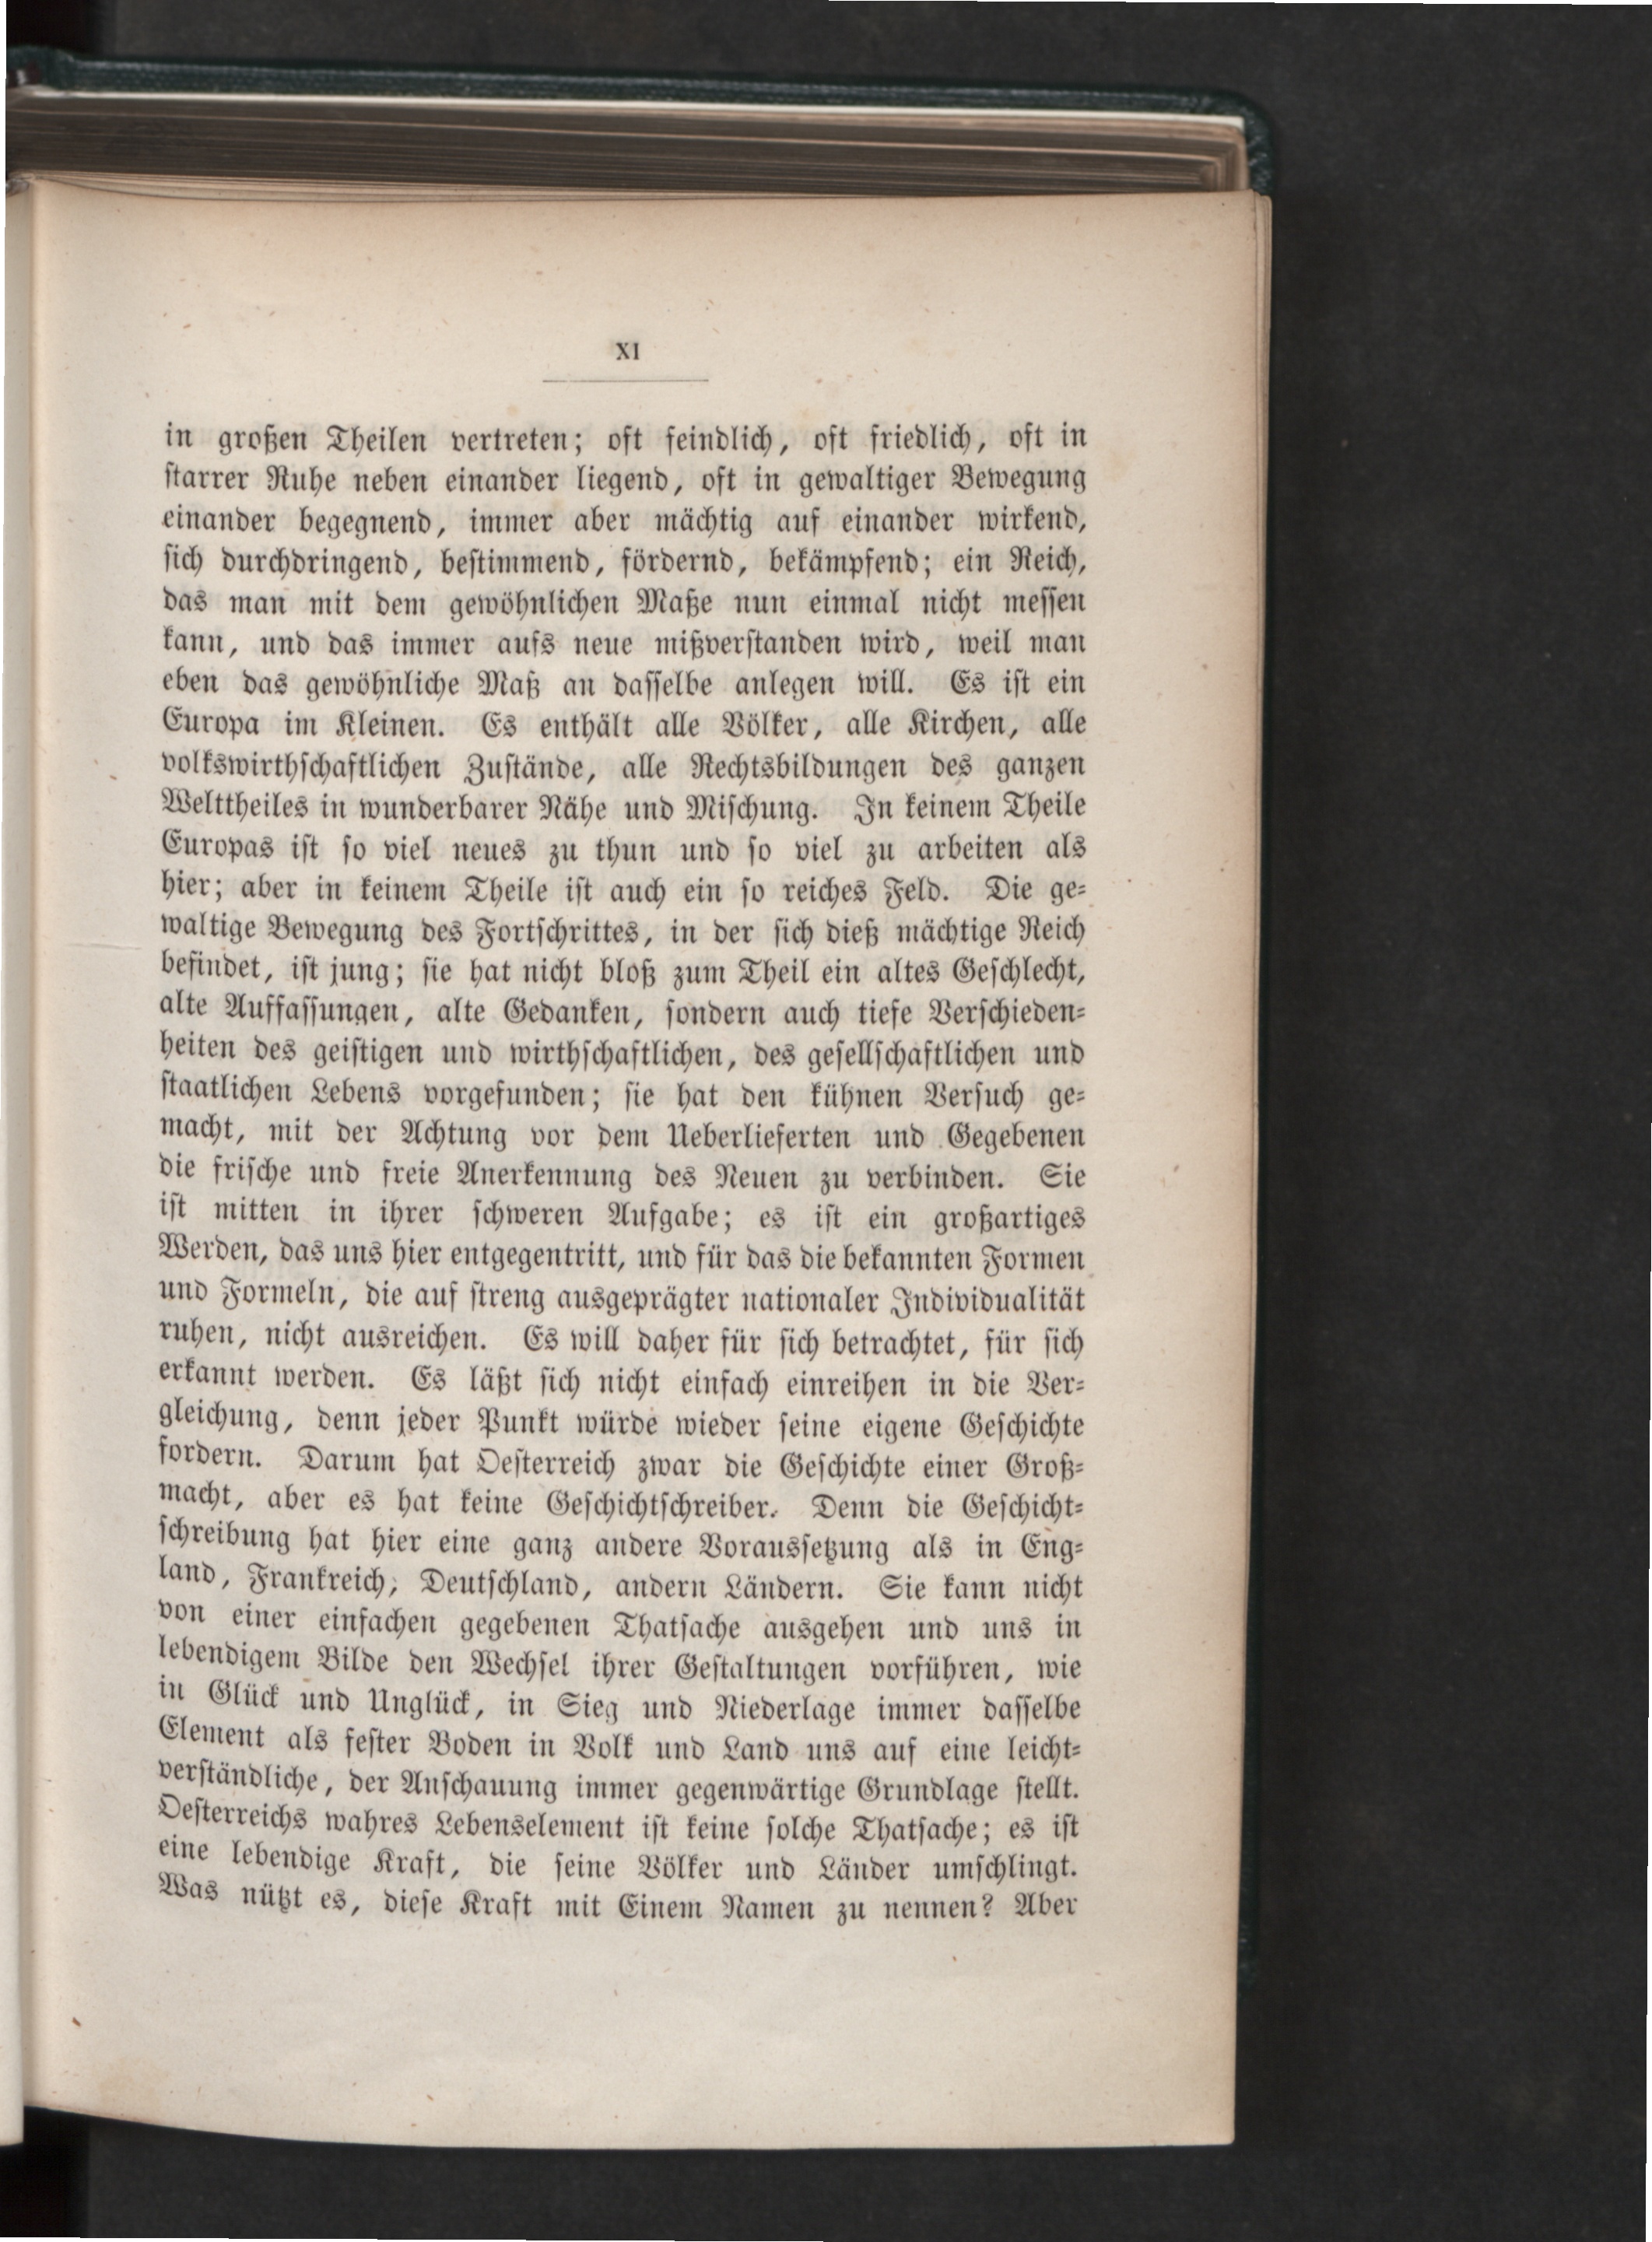 XI
in großen Theilen vertreten; oft feindlich, oft friedlich, oft in
starrer Ruhe neben einander liegend, oft in gewaltiger Bewegung
einander begegnend, immer aber mächtig auf einander wirkend,
sich durchdringend, bestimmend, fördernd, bekämpfend; ein Reich,
das man mit dem gewöhnlichen Maße nun einmal nicht messen
kann, und das immer aufs neue mißverstanden wird, weil man
eben das gewöhnliche Maß an dasselbe anlegen will. Es ist ein
Europa im Kleinen. Es enthält alle Völker, alle Kirchen, alle
volkswirthschaftlichen Zustände, alle Rechtsbildungen des ganzen
Welttheiles in wunderbarer Nähe und Mischung. In keinem Theile
Europas ist so viel neues zu thun und so viel zu arbeiten als
hier; aber in keinem Theile ist auch ein so reiches Feld. Die ge-
waltige Bewegung des Fortschrittes, in der sich dieß mächtige Reich
befindet, ist jung; sie hat nicht bloß zum Theil ein altes Geschlecht,
alte Auffassungen, alte Gedanken, sondern auch tiefe Verschieden-
heiten des geistigen und wirthschaftlichen, des gesellschaftlichen und
staatlichen Lebens vorgefunden; sie hat den kühnen Versuch ge-
macht, mit der Achtung vor dem Ueberlieferten und Gegebenen
die frische und freie Anerkennung des Neuen zu verbinden. Sie
ist mitten in ihrer schweren Aufgabe; es ist ein großartiges
Werden, das uns hier entgegentritt, und für das die bekannten Formen
und Formeln, die auf streng ausgeprägter nationaler Individualität
ruhen, nicht ausreichen. Es will daher für sich betrachtet, für sich
erkannt werden. Es läßt sich nicht einfach einreihen in die Ver-
gleichung, denn jeder Punkt würde wieder seine eigene Geschichte
fordern. Darum hat Oesterreich zwar die Geschichte einer Groß-
macht, aber es hat keine Geschichtschreiber. Denn die Geschicht-
schreibung hat hier eine ganz andere Voraussetzung als in Eng-
land, Frankreich, Deutschland, andern Ländern. Sie kann nicht
von einer einfachen gegebenen Thatsache ausgehen und uns in
lebendigem Bilde den Wechsel ihrer Gestaltungen vorführen, wie
in Glück und Unglück, in Sieg und Niederlage immer dasselbe
Element als fester Boden in Volk und Land uns auf eine leicht-
verständliche, der Anschauung immer gegenwärtige Grundlage stellt.
Oesterreichs wahres Lebenselement ist keine solche Thatsache; es ist
eine lebendige Kraft, die seine Völker und Länder umschlingt.
Was nützt es, diese Kraft mit Einem Namen zu nennen? Aber